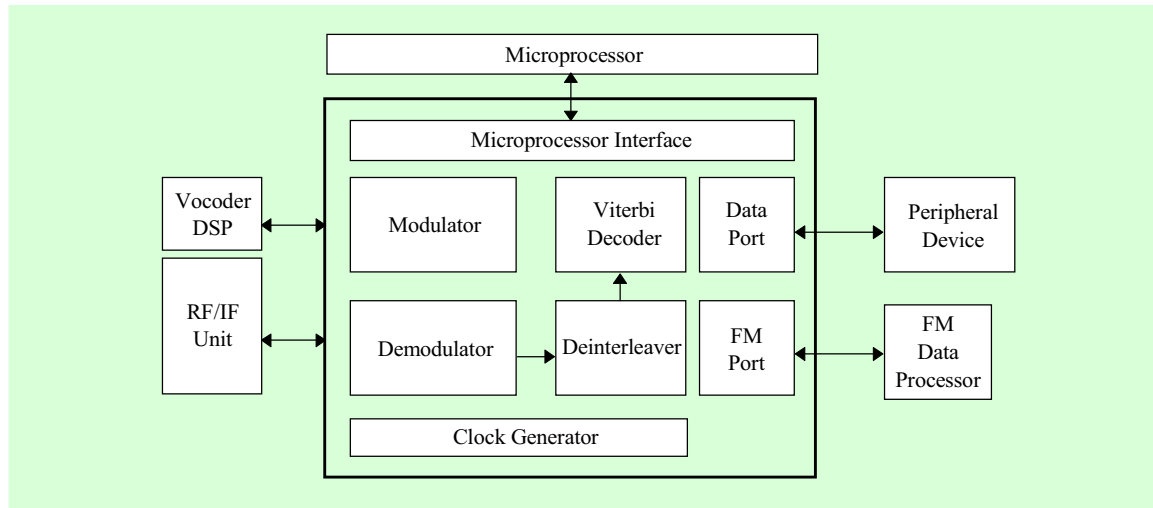 Microprocessor
Microprocessor Interface
Vocoder
DSP
Modulator
Viterbi
Decoder
Data
Port
Peripheral
Device
RF/IF
Unit
Demodulator
Deinterleaver
FM
Port
FM
Data
Processor
Clock Generator